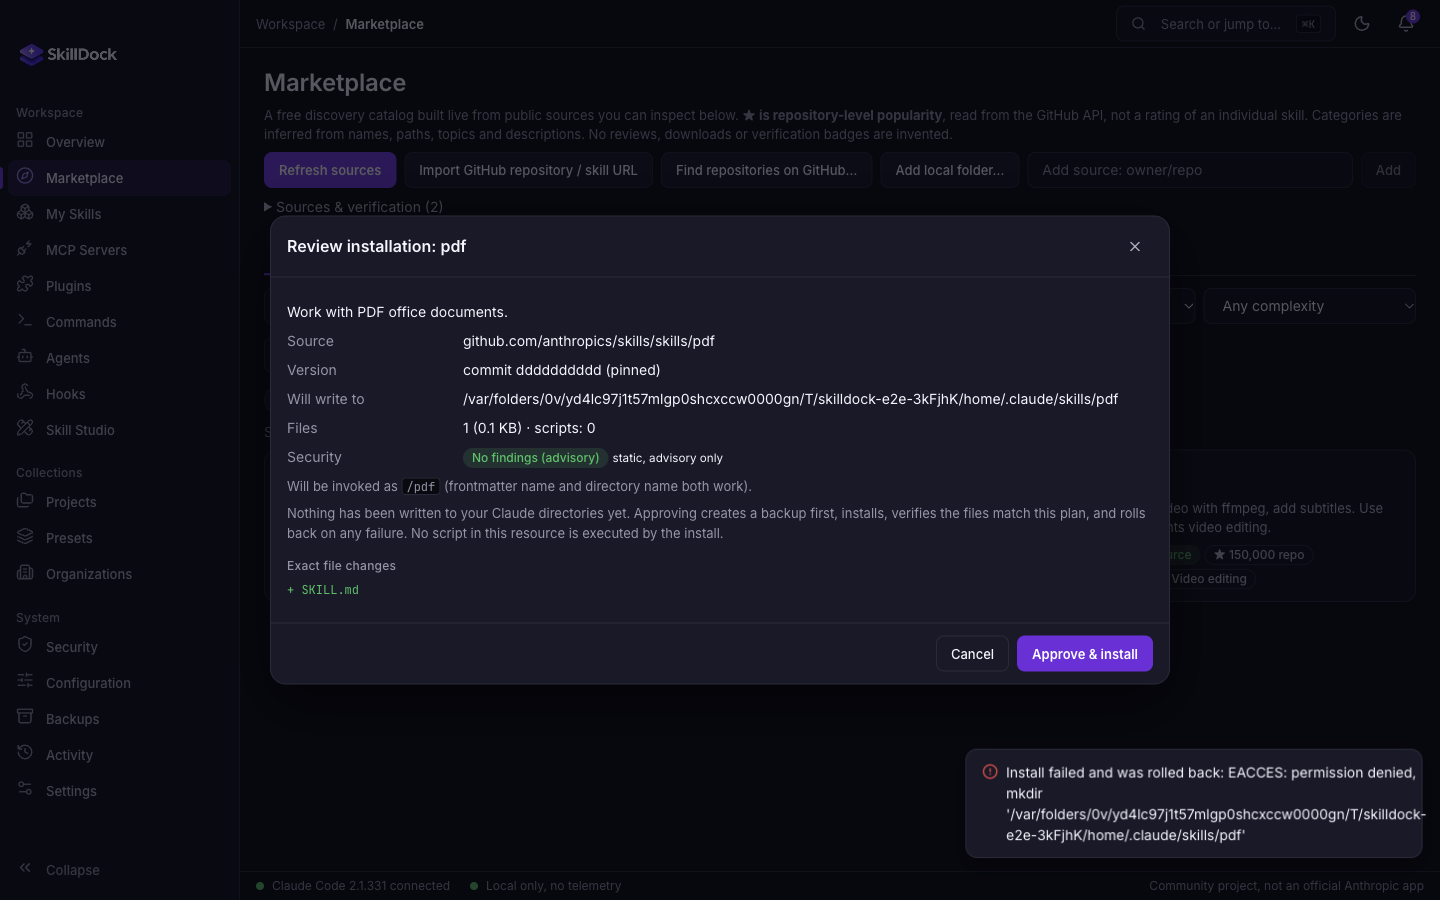 SkillDock
Workspace
Overview
Marketplace
My Skills
MCP Servers
Plugins
Commands
Agents
Hooks
Skill Studio
Collections
Projects
Presets
Organizations
System
Security
Configuration
Backups
Activity
Settings
Collapse
Workspace / Marketplace
Search or jump to... ⌘K
8
Marketplace
A free discovery catalog built live from public sources you can inspect below. ★ is repository-level popularity, read from the GitHub API, not a rating of an individual skill. Categories are
inferred from names, paths, topics and descriptions. No reviews, downloads or verification badges are invented.
Refresh sources Import GitHub repository / skill URL Find repositories on GitHub... Add local folder... Add source: owner/repo Add
▶ Sources & verification (2)
Any complexity
Review installation: pdf
Work with PDF office documents.
Source github.com/anthropics/skills/skills/pdf
Version commit dddddddddd (pinned)
Will write to /var/folders/0v/yd4lc97j1t57mlgp0shcxccw0000gn/T/skilldock-e2e-3kFjhK/home/.claude/skills/pdf
Files 1 (0.1 KB) · scripts: 0
Security No findings (advisory) static, advisory only
Will be invoked as /pdf (frontmatter name and directory name both work).
Nothing has been written to your Claude directories yet. Approving creates a backup first, installs, verifies the files match this plan, and rolls
back on any failure. No script in this resource is executed by the install.
Exact file changes
+ SKILL.md
Cancel Approve & install
with ffmpeg, add subtitles. Use
video editing.
★ 150,000 repo
Video editing
Install failed and was rolled back: EACCES: permission denied,
mkdir
'/var/folders/0v/yd4lc97j1t57mlgp0shcxccw0000gn/T/skilldock-
e2e-3kFjhK/home/.claude/skills/pdf'
Claude Code 2.1.331 connected Local only, no telemetry Community project, not an official Anthropic app